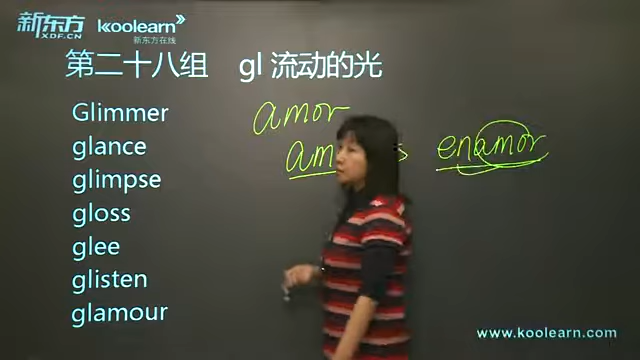 新东方 koolearn
XDF.CN 新东方在线
第二十八组 gl 流动的光
Glimmer
glance
glimpse
gloss
glee
glisten
glamour
amor
enamor
www.koolearn.com